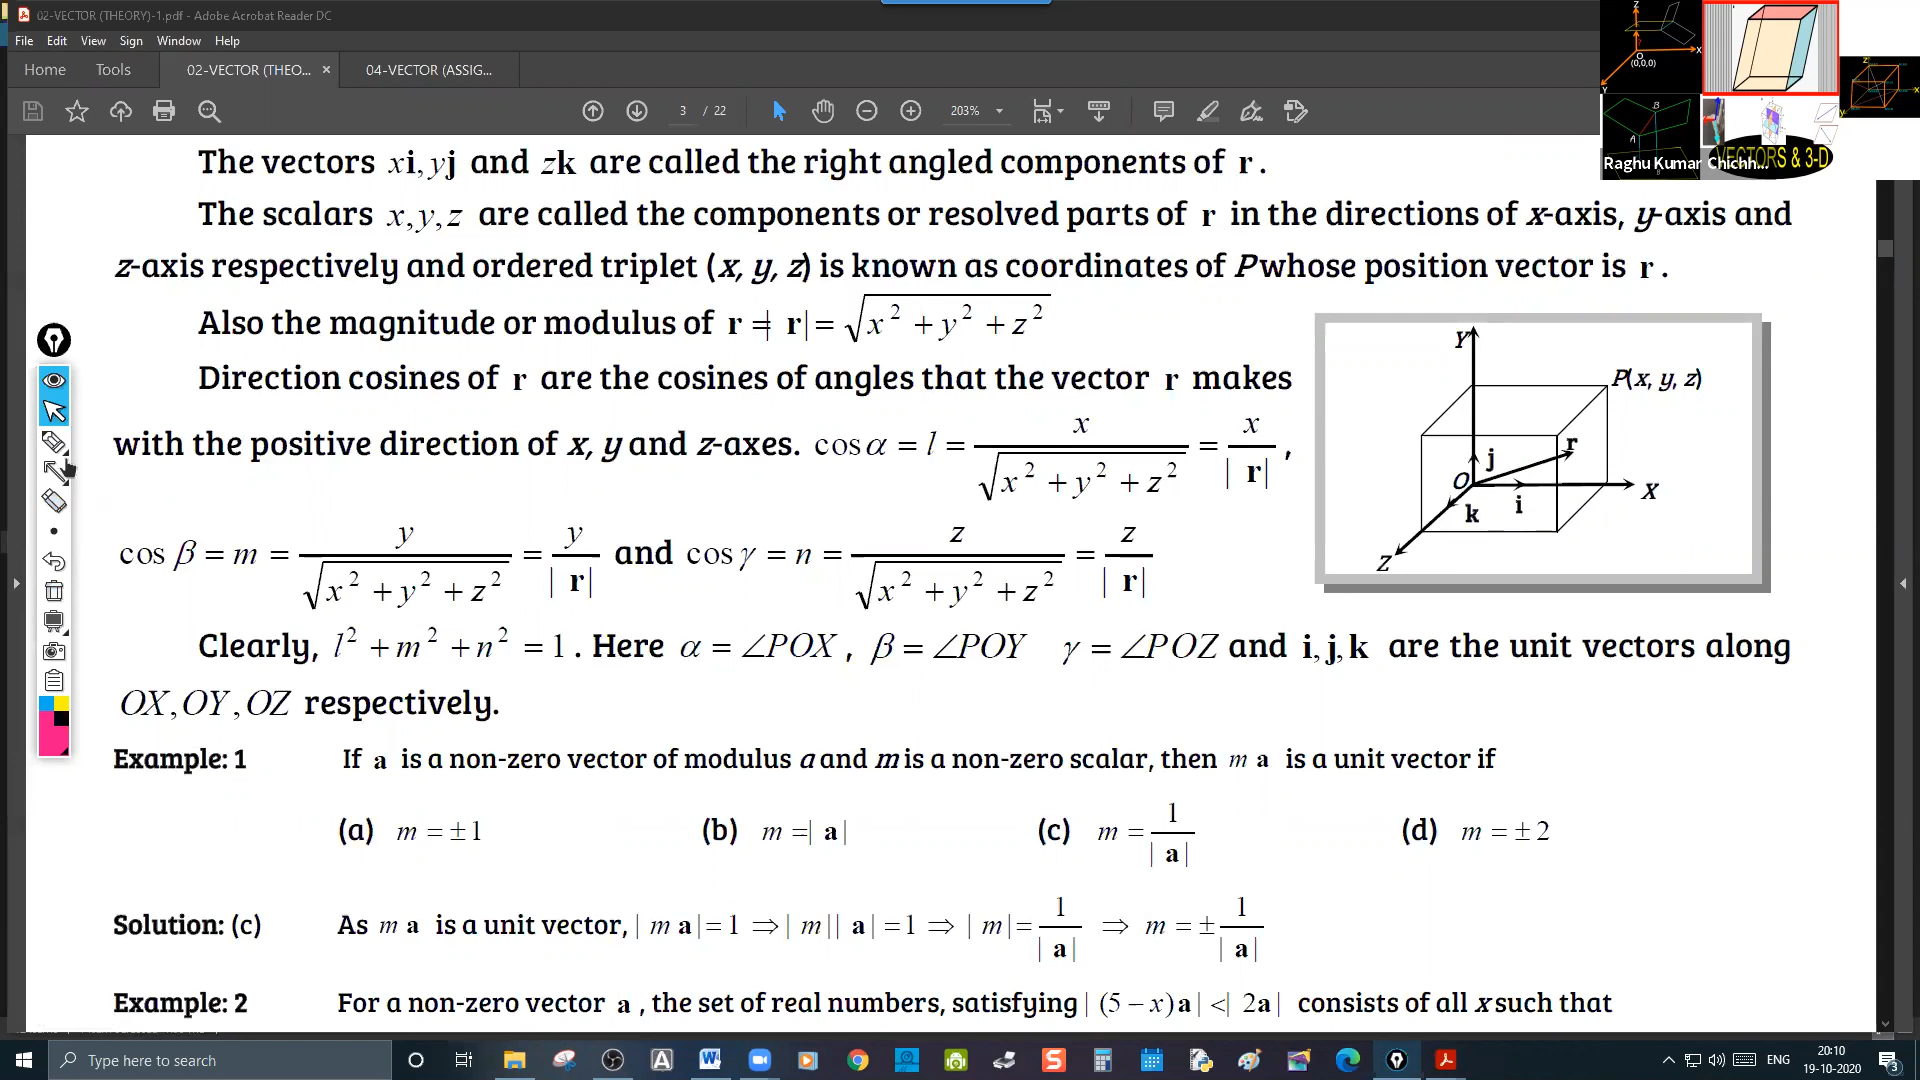 02-VECTOR (THEORY)-1.pdf - Adobe Acrobat Reader DC
File Edit View Sign Window Help
Home Tools 02-VECTOR (THEO... × 04-VECTOR (ASSIG...
3 / 22 203%
Z
X
O
(0,0,0)
Y
B
A
Raghu Kumar Chichh...
VECTORS & 3-D
The vectors xi, yj and zk are called the right angled components of r .
The scalars x, y, z are called the components or resolved parts of r in the directions of x-axis, y-axis and
z-axis respectively and ordered triplet (x, y, z) is known as coordinates of P whose position vector is r .
Also the magnitude or modulus of r =| r| = √(x² + y² + z²)
Direction cosines of r are the cosines of angles that the vector r makes
with the positive direction of x, y and z-axes. cos α = l = x / √(x² + y² + z²) = x / | r| ,
cos β = m = y / √(x² + y² + z²) = y / | r| and cos γ = n = z / √(x² + y² + z²) = z / | r|
Y
P(x, y, z)
r
j
O
X
i
k
Z
Clearly, l² + m² + n² = 1 . Here α = ∠POX , β = ∠POY γ = ∠POZ and i, j, k are the unit vectors along
OX, OY, OZ respectively.
Example: 1 If a is a non-zero vector of modulus a and m is a non-zero scalar, then m a is a unit vector if
(a) m = ± 1 (b) m =| a| (c) m = 1 / | a| (d) m = ± 2
Solution: (c) As m a is a unit vector, | m a| = 1 ⇒ | m|| a| = 1 ⇒ | m| = 1 / | a| ⇒ m = ± 1 / | a|
Example: 2 For a non-zero vector a , the set of real numbers, satisfying | (5 − x)a| <| 2a| consists of all x such that
Type here to search
ENG
20:10
19-10-2020
3